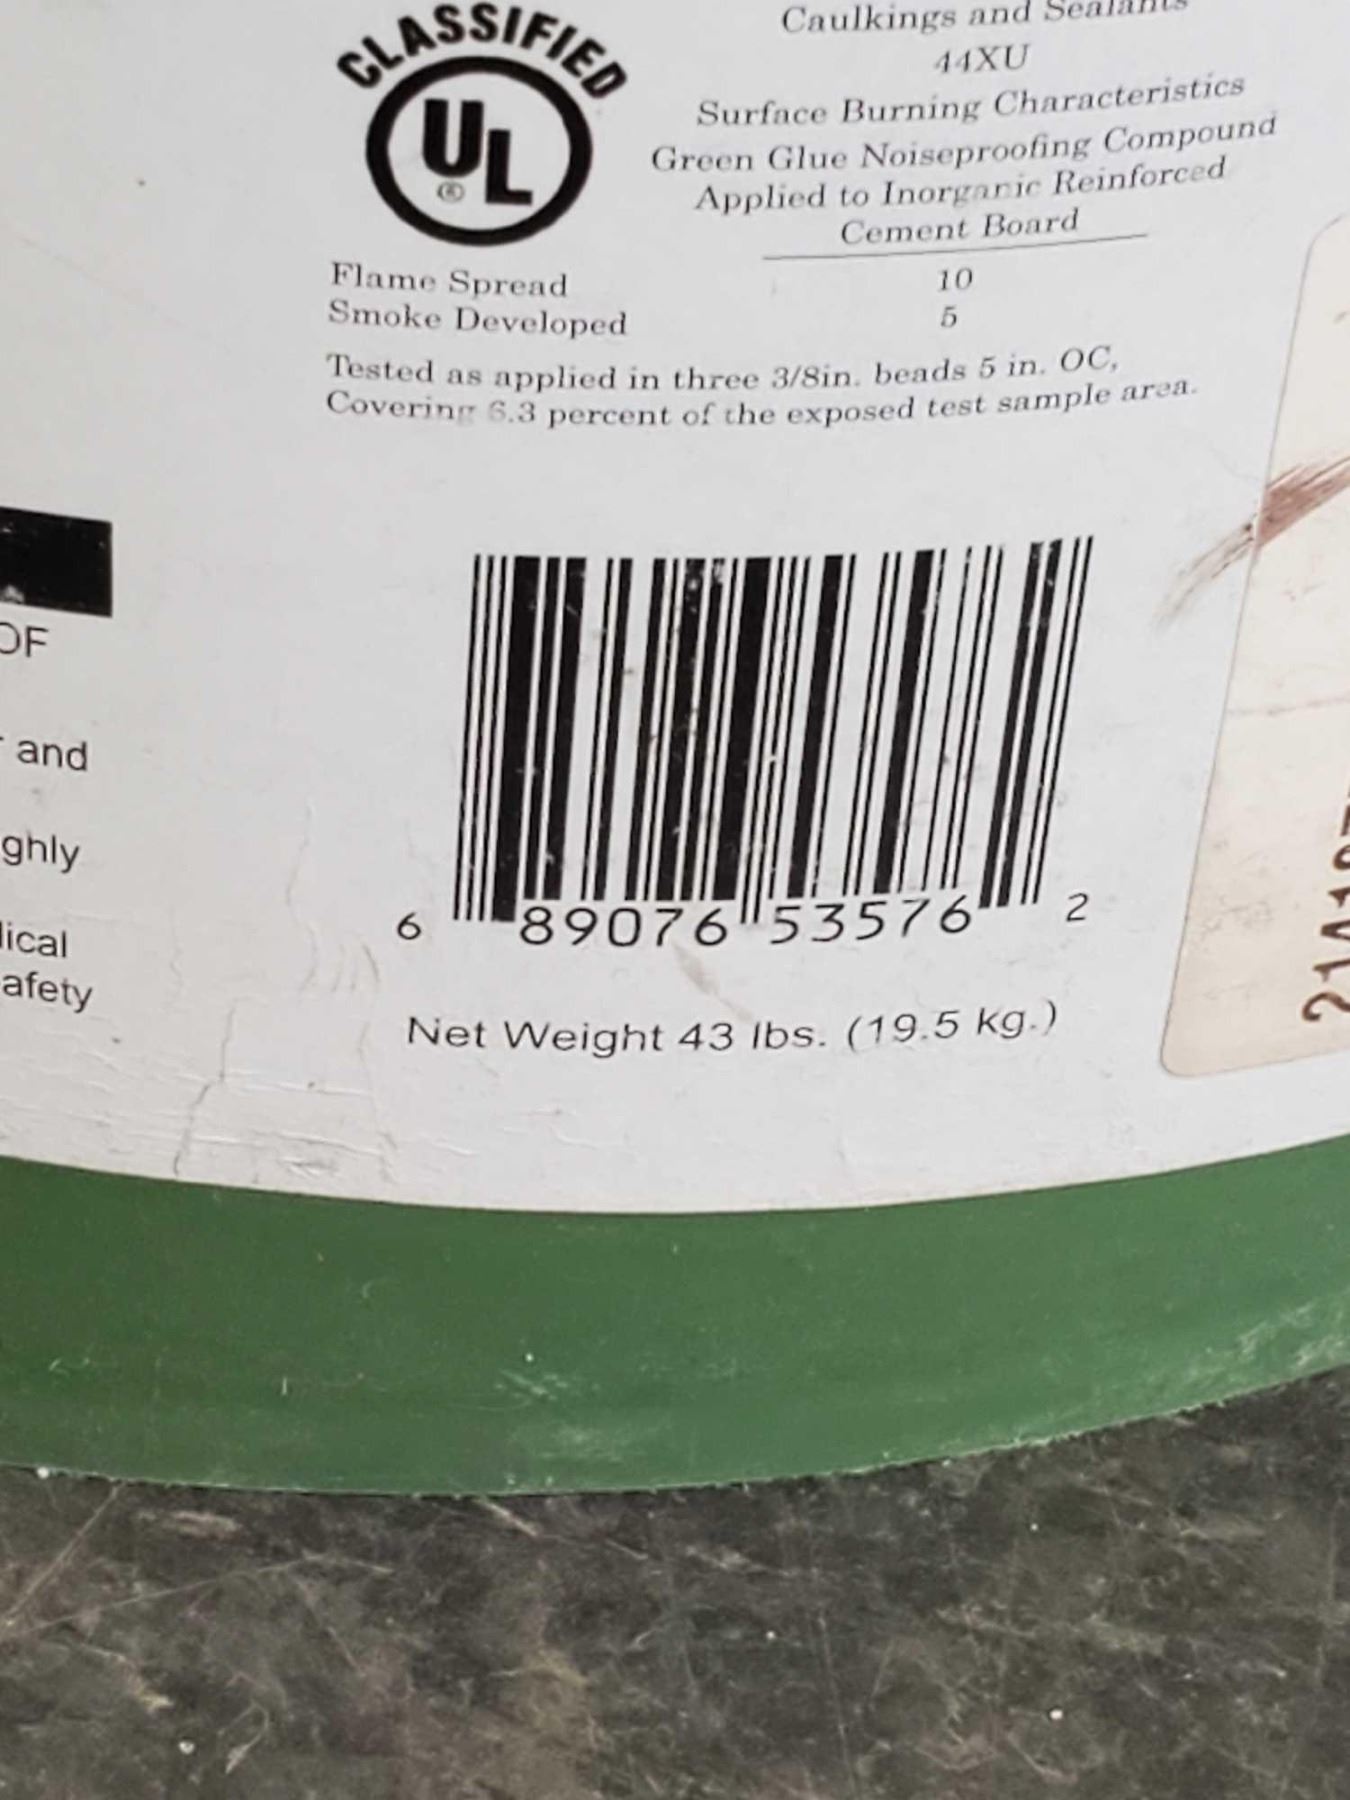 CLASSIFIED
UL
®
Caulkings and Sealants
44XU
Surface Burning Characteristics
Green Glue Noiseproofing Compound
Applied to Inorganic Reinforced
Cement Board
Flame Spread 10
Smoke Developed 5
Tested as applied in three 3/8in. beads 5 in. OC,
Covering 6.3 percent of the exposed test sample area.
OF
and
ghly
lical
afety
6 89076 53576 2
Net Weight 43 lbs. (19.5 kg.)